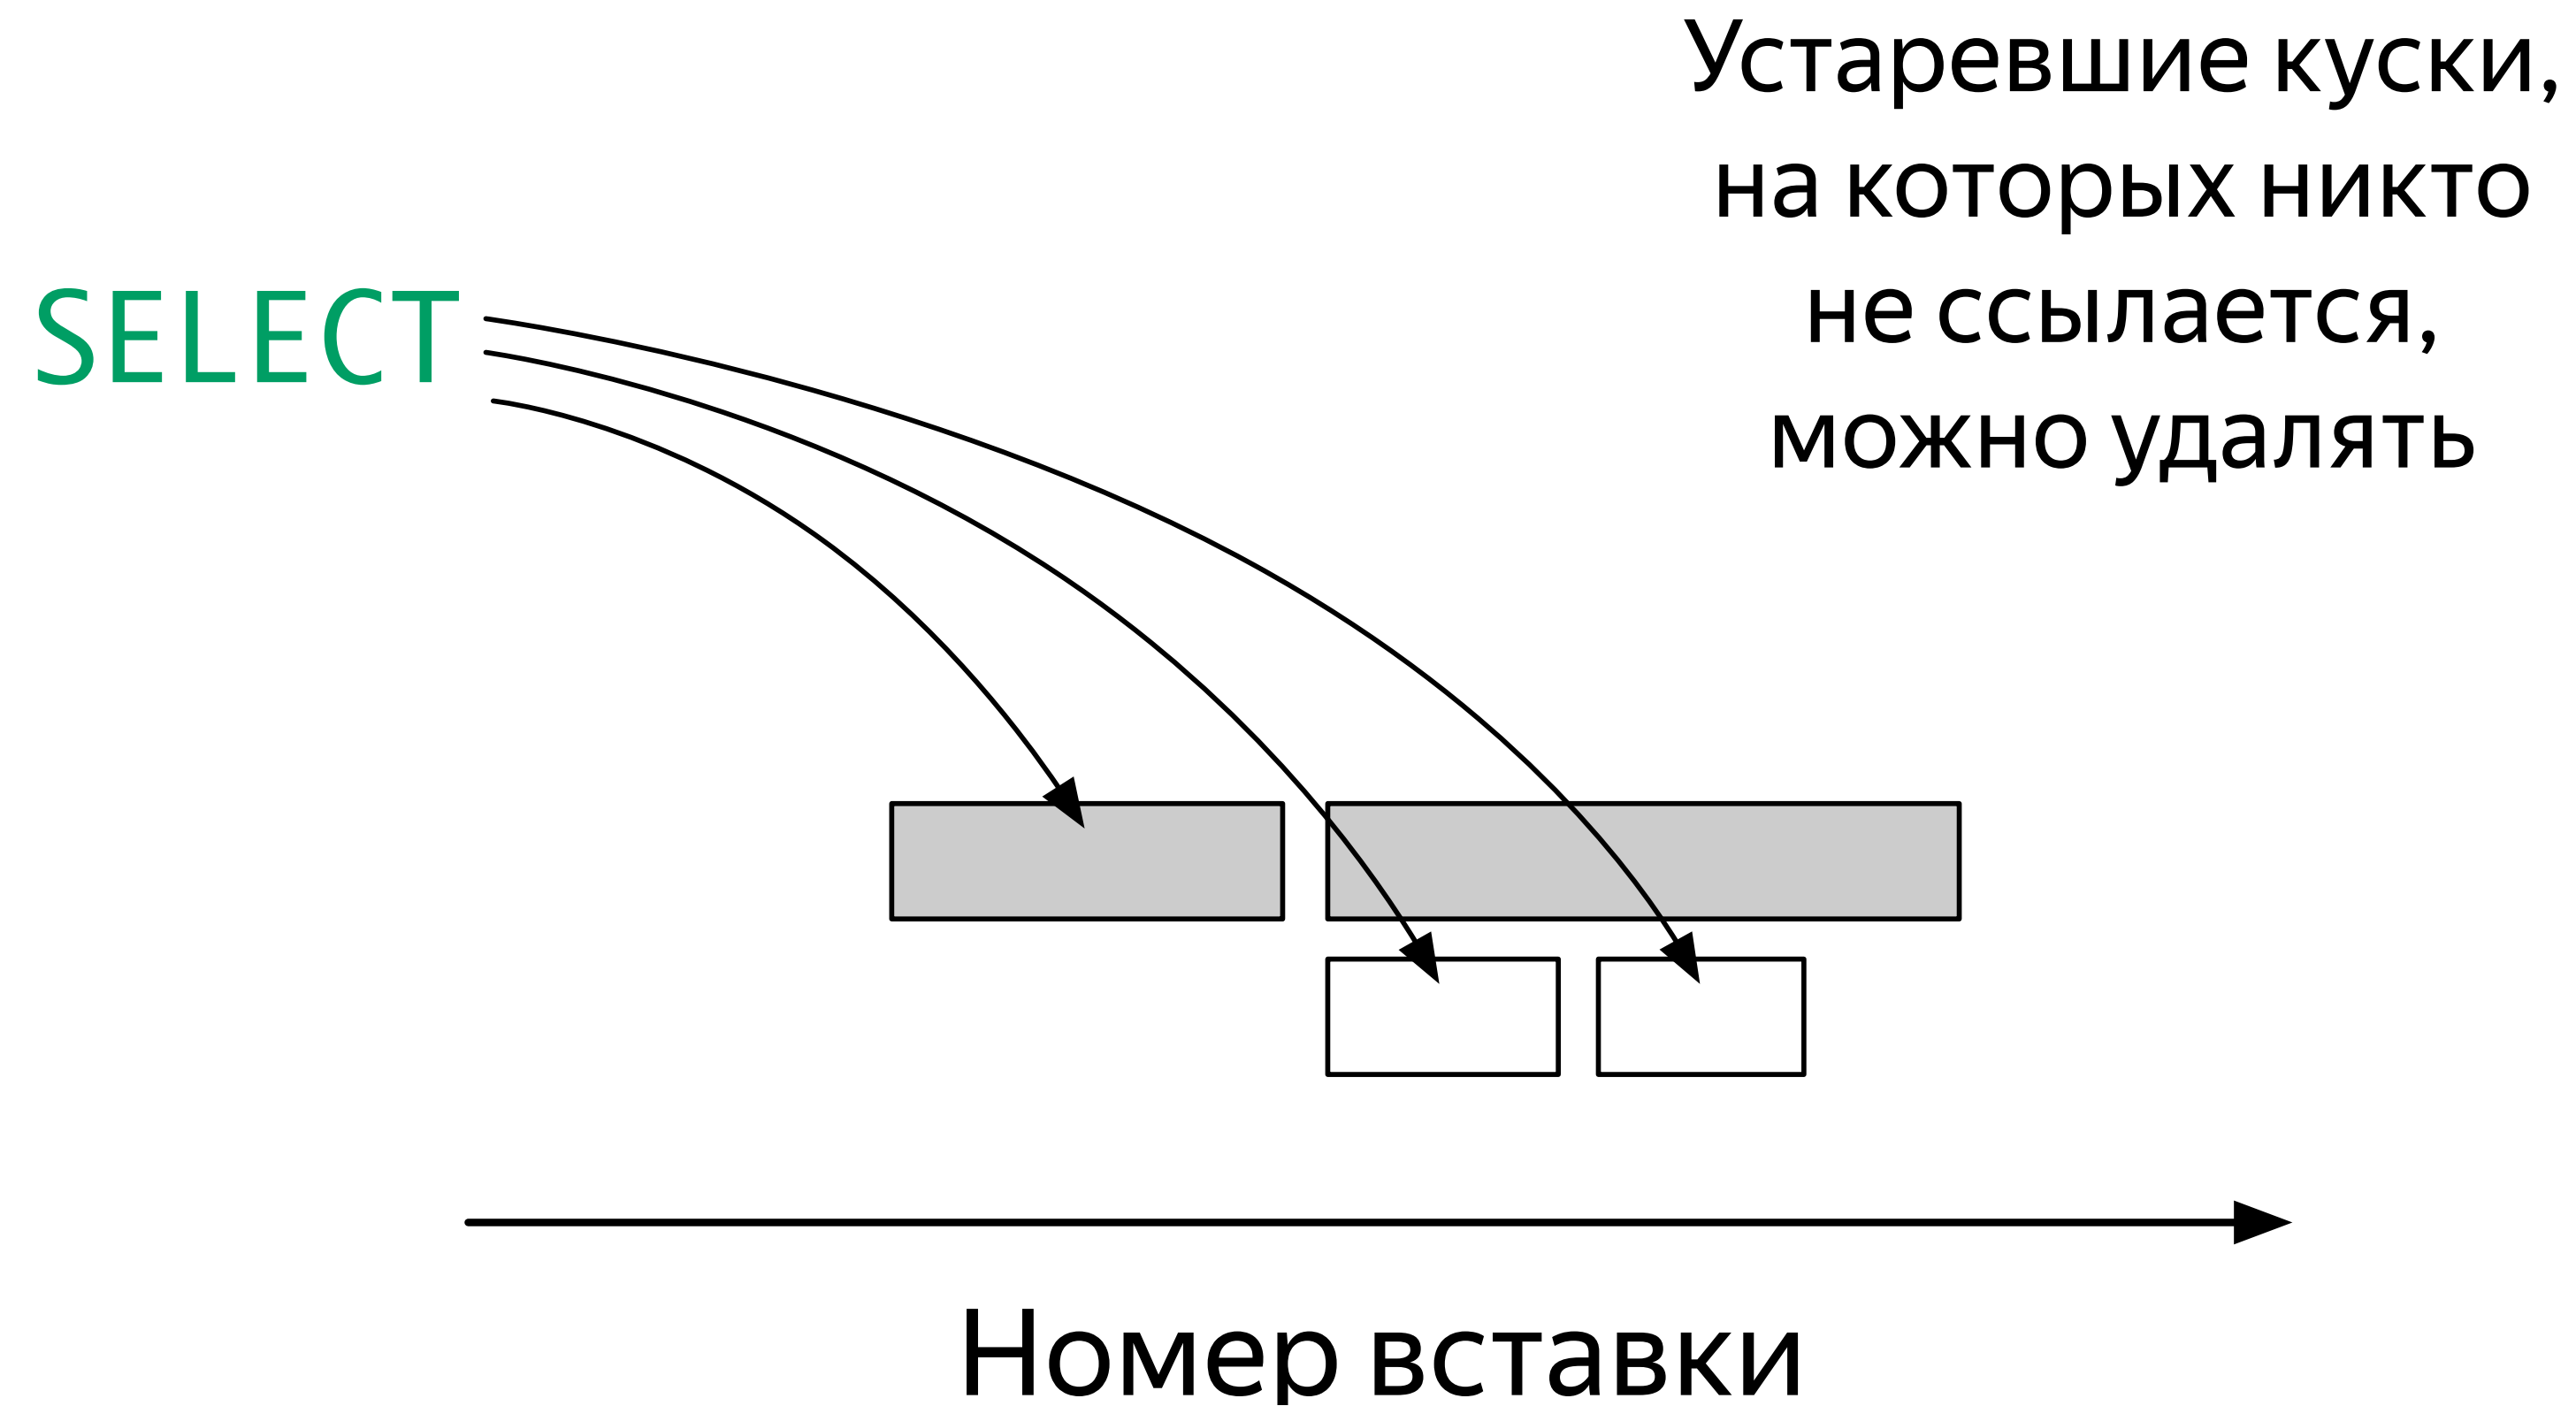 Устаревшие куски,
на которых никто
не ссылается,
можно удалять
SELECT
Номер вставки